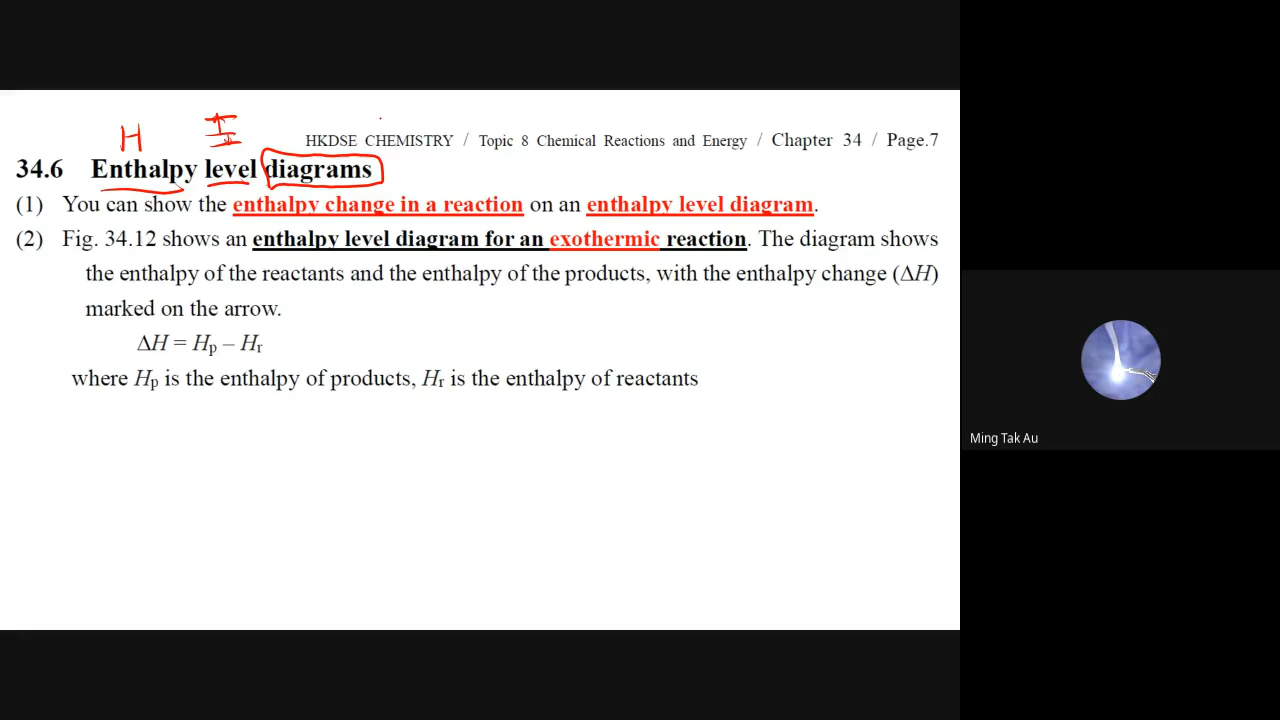 H
HKDSE CHEMISTRY / Topic 8 Chemical Reactions and Energy / Chapter 34 / Page.7
34.6 Enthalpy level diagrams
(1) You can show the enthalpy change in a reaction on an enthalpy level diagram.
(2) Fig. 34.12 shows an enthalpy level diagram for an exothermic reaction. The diagram shows
the enthalpy of the reactants and the enthalpy of the products, with the enthalpy change (ΔH)
marked on the arrow.
ΔH = Hp – Hr
where Hp is the enthalpy of products, Hr is the enthalpy of reactants
Ming Tak Au